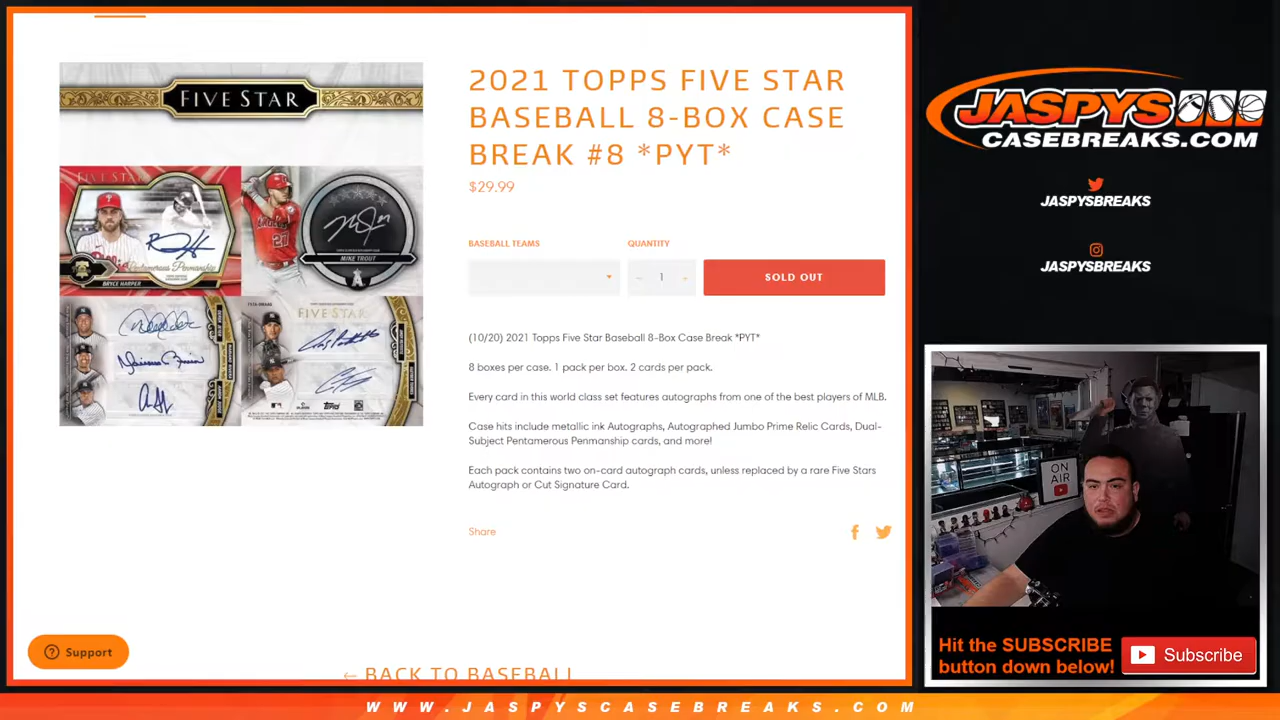 FIVE STAR
FIVE STAR
BRYCE HARPER
MIKE TROUT
FIVE STAR
2021 TOPPS FIVE STAR
BASEBALL 8-BOX CASE
BREAK #8 *PYT*
$29.99
BASEBALL TEAMS
QUANTITY
1
SOLD OUT
(10/20) 2021 Topps Five Star Baseball 8-Box Case Break *PYT*
8 boxes per case. 1 pack per box. 2 cards per pack.
Every card in this world class set features autographs from one of the best players of MLB.
Case hits include metallic ink Autographs, Autographed Jumbo Prime Relic Cards, Dual-
Subject Pentamerous Penmanship cards, and more!
Each pack contains two on-card autograph cards, unless replaced by a rare Five Stars
Autograph or Cut Signature Card.
Share
Support
← BACK TO BASEBALL
JASPYS
CASEBREAKS.COM
JASPYSBREAKS
JASPYSBREAKS
ON
AIR
Hit the SUBSCRIBE
button down below!
Subscribe
WWW.JASPYSCASEBREAKS.COM